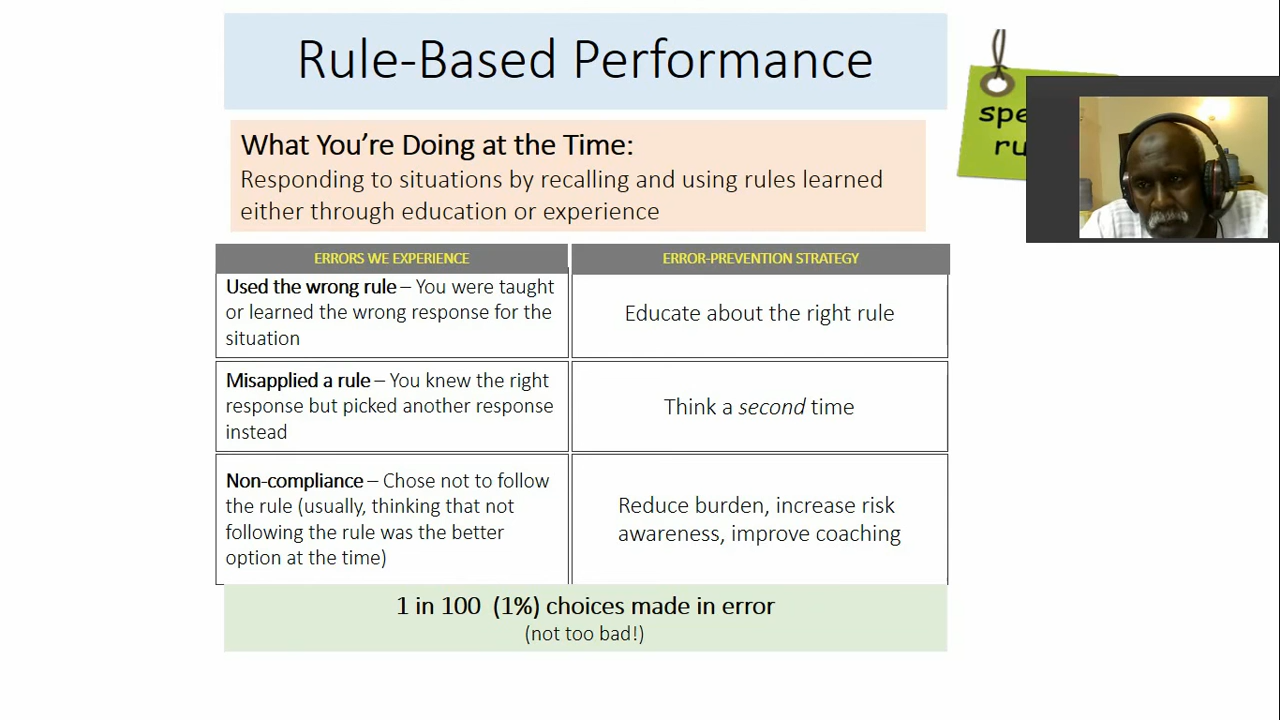 Rule-Based Performance
What You're Doing at the Time:
Responding to situations by recalling and using rules learned
either through education or experience
ERRORS WE EXPERIENCE
ERROR-PREVENTION STRATEGY
Used the wrong rule – You were taught
or learned the wrong response for the
situation
Educate about the right rule
Misapplied a rule – You knew the right
response but picked another response
instead
Think a second time
Non-compliance – Chose not to follow
the rule (usually, thinking that not
following the rule was the better
option at the time)
Reduce burden, increase risk
awareness, improve coaching
1 in 100 (1%) choices made in error
(not too bad!)